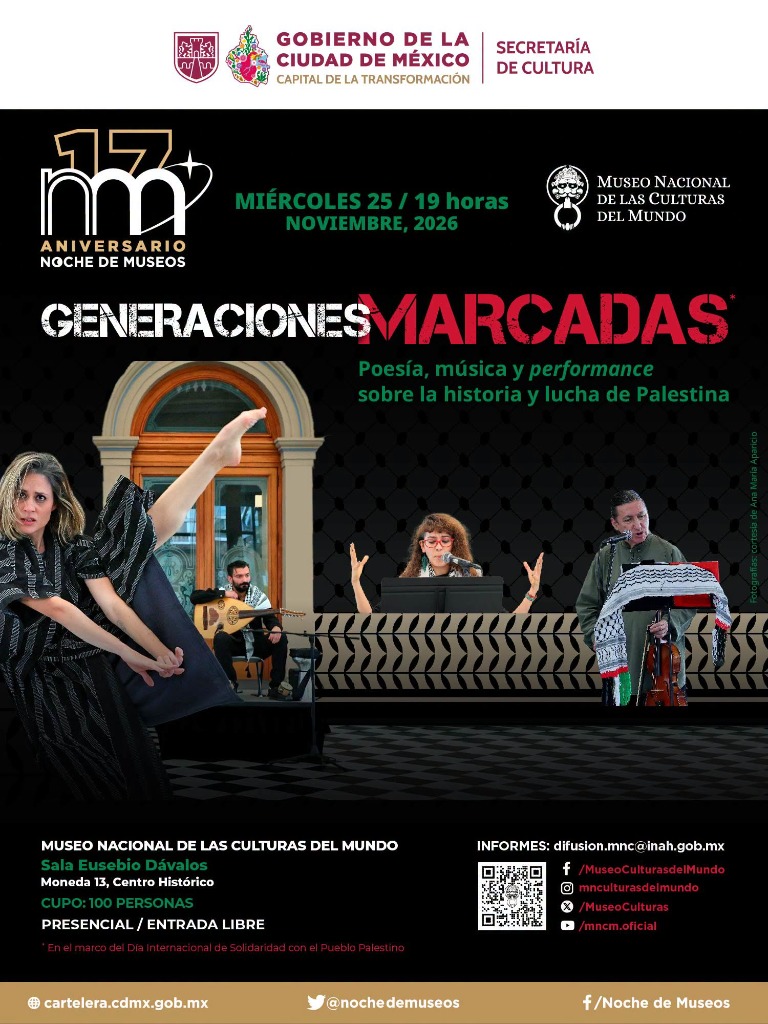 GOBIERNO DE LA
CIUDAD DE MÉXICO
CAPITAL DE LA TRANSFORMACIÓN
SECRETARÍA
DE CULTURA
17
nm
ANIVERSARIO
NOCHE DE MUSEOS
MIÉRCOLES 25 / 19 horas
NOVIEMBRE, 2026
MUSEO NACIONAL
DE LAS CULTURAS
DEL MUNDO
GENERACIONES MARCADAS*
Poesía, música y performance
sobre la historia y lucha de Palestina
Fotografías: cortesía de Ana María Aparicio
MUSEO NACIONAL DE LAS CULTURAS DEL MUNDO
Sala Eusebio Dávalos
Moneda 13, Centro Histórico
CUPO: 100 PERSONAS
PRESENCIAL / ENTRADA LIBRE
* En el marco del Día Internacional de Solidaridad con el Pueblo Palestino
INFORMES: difusion.mnc@inah.gob.mx
/MuseoCulturasdelMundo
mnculturasdelmundo
/MuseoCulturas
/mncm.oficial
cartelera.cdmx.gob.mx
@nochedemuseos
/Noche de Museos